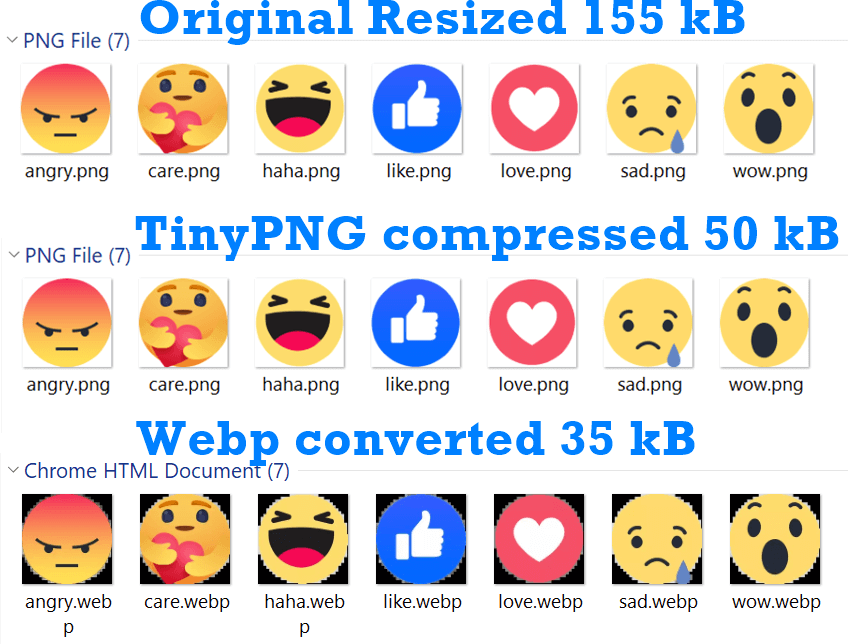 Original Resized 155 kB
PNG File (7)
angry.png care.png haha.png like.png love.png sad.png wow.png
TinyPNG compressed 50 kB
PNG File (7)
angry.png care.png haha.png like.png love.png sad.png wow.png
Webp converted 35 kB
Chrome HTML Document (7)
angry.web care.webp haha.web like.webp love.webp sad.webp wow.webp
p p